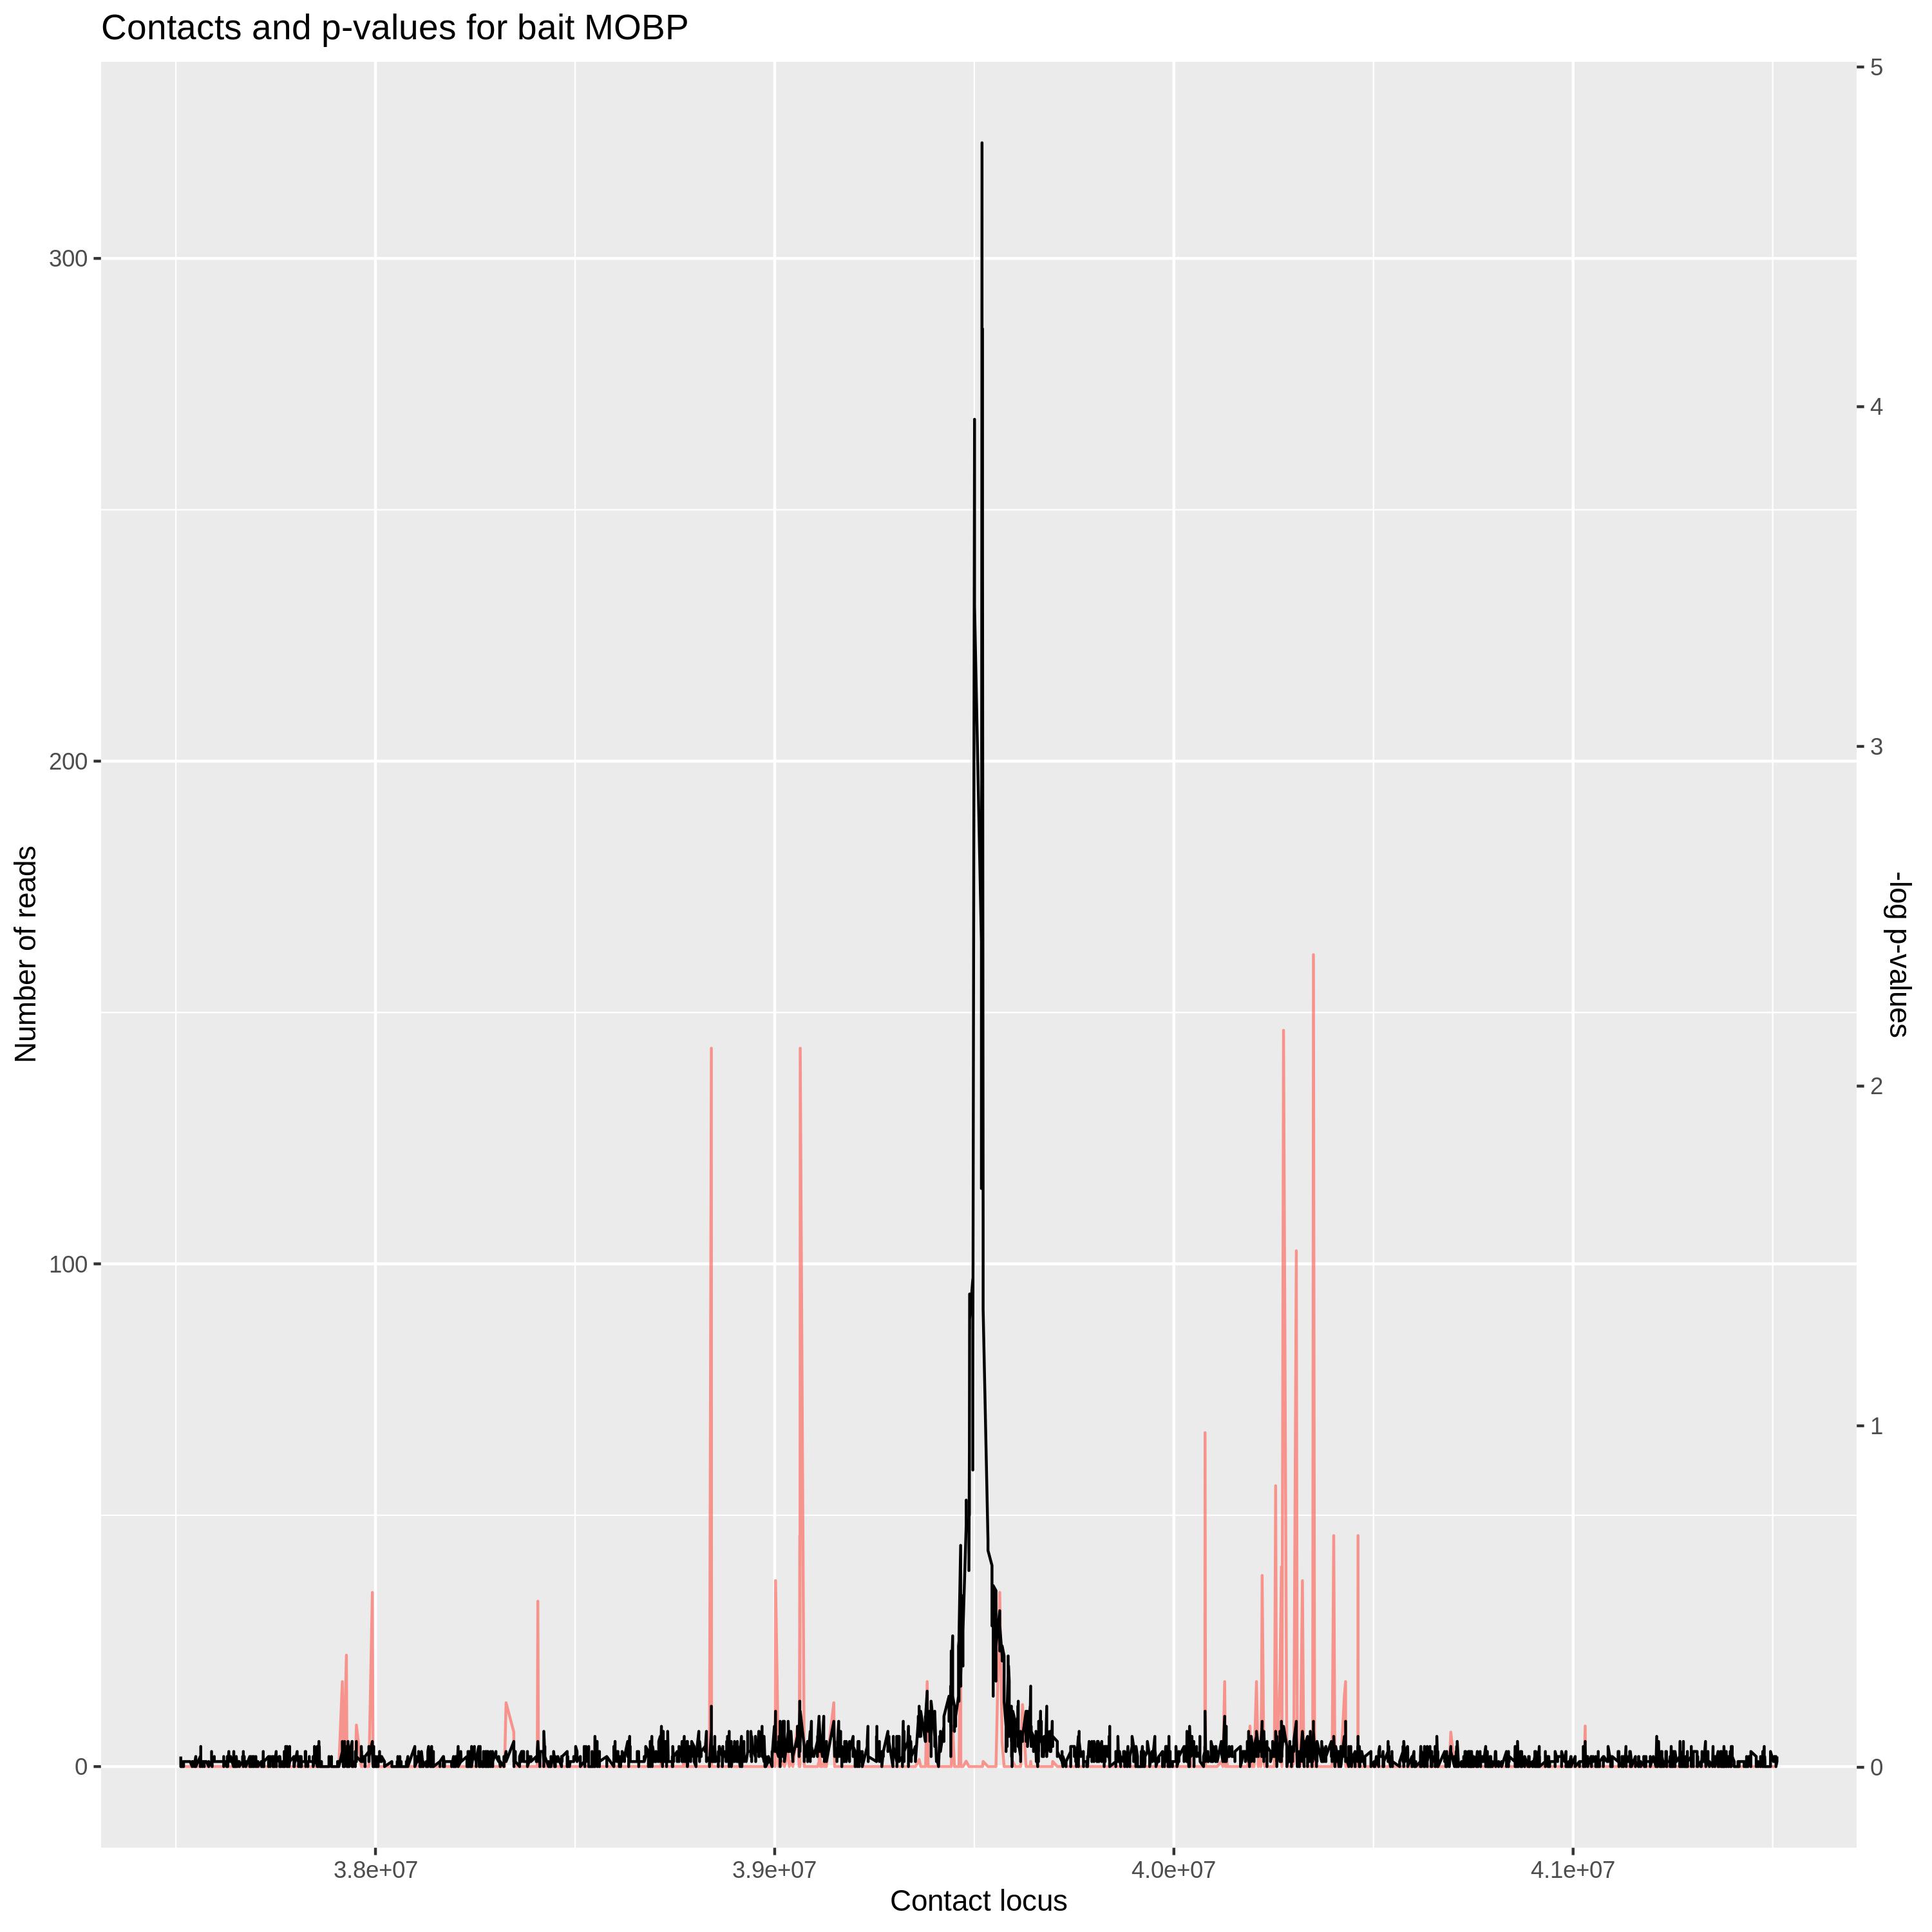 Contacts and p-values for bait MOBP
Number of reads
300
200
100
0
5
4
3
2
1
0
-log p-values
3.8e+07
3.9e+07
4.0e+07
4.1e+07
Contact locus